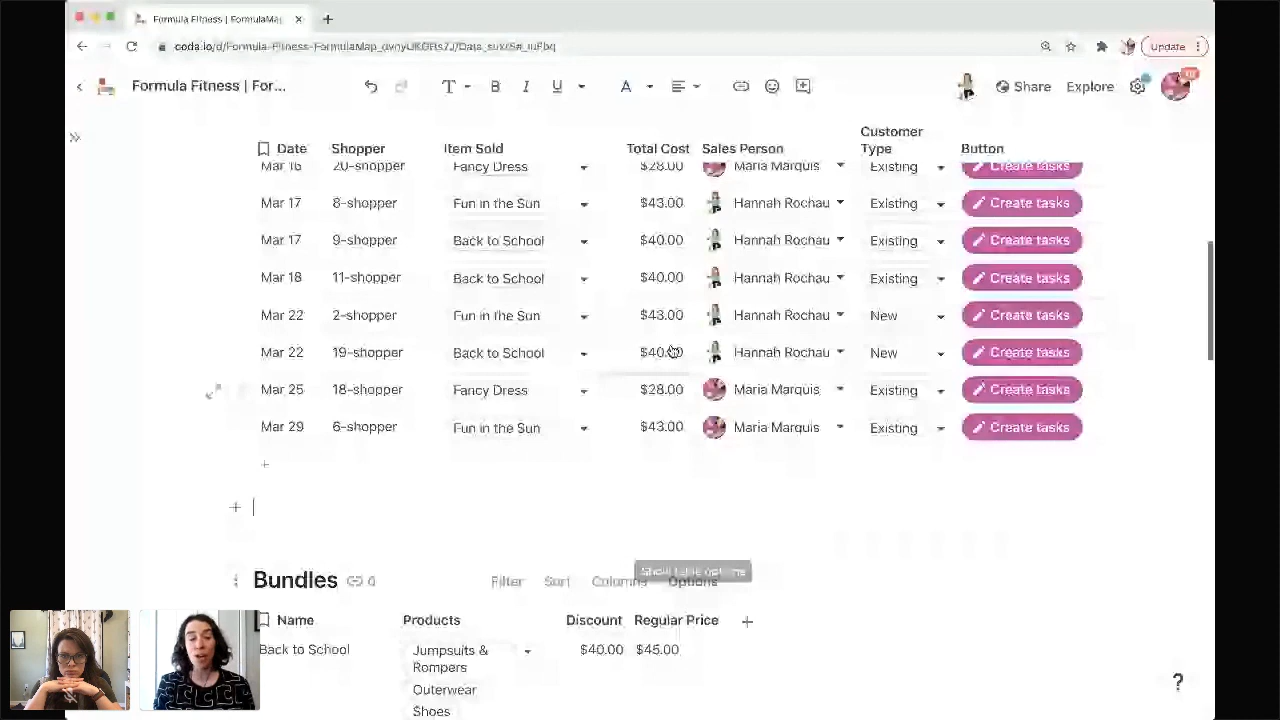 Formula Fitness | FormulaMap
Update
Formula Fitness | For...
T B I U A
Share Explore
Date Shopper Item Sold Total Cost Sales Person Customer Type Button
Mar 16 20-shopper Fancy Dress $28.00 Maria Marquis Existing Create tasks
Mar 17 8-shopper Fun in the Sun $43.00 Hannah Rochau Existing Create tasks
Mar 17 9-shopper Back to School $40.00 Hannah Rochau Existing Create tasks
Mar 18 11-shopper Back to School $40.00 Hannah Rochau Existing Create tasks
Mar 22 2-shopper Fun in the Sun $43.00 Hannah Rochau New Create tasks
Mar 22 19-shopper Back to School $40.00 Hannah Rochau New Create tasks
Mar 25 18-shopper Fancy Dress $28.00 Maria Marquis Existing Create tasks
Mar 29 6-shopper Fun in the Sun $43.00 Maria Marquis Existing Create tasks
Show table options
Bundles Filter Sort Columns Options
Name Products Discount Regular Price
Back to School Jumpsuits & $40.00 $45.00
Rompers
Outerwear
Shoes
?